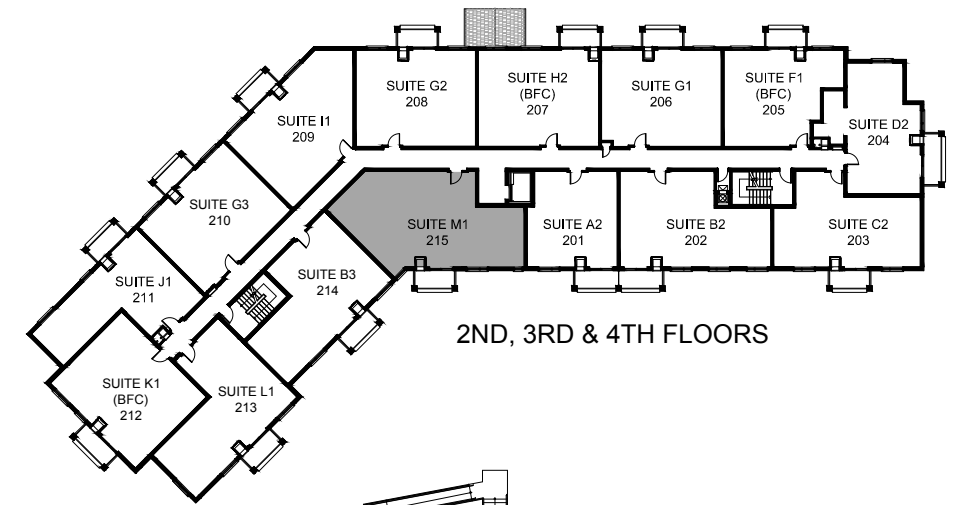 SUITE G2
208
SUITE H2
(BFC)
207
SUITE G1
206
SUITE F1
(BFC)
205
SUITE D2
204
SUITE I1
209
SUITE G3
210
SUITE M1
215
SUITE A2
201
SUITE B2
202
SUITE C2
203
SUITE J1
211
SUITE B3
214
2ND, 3RD & 4TH FLOORS
SUITE K1
(BFC)
212
SUITE L1
213